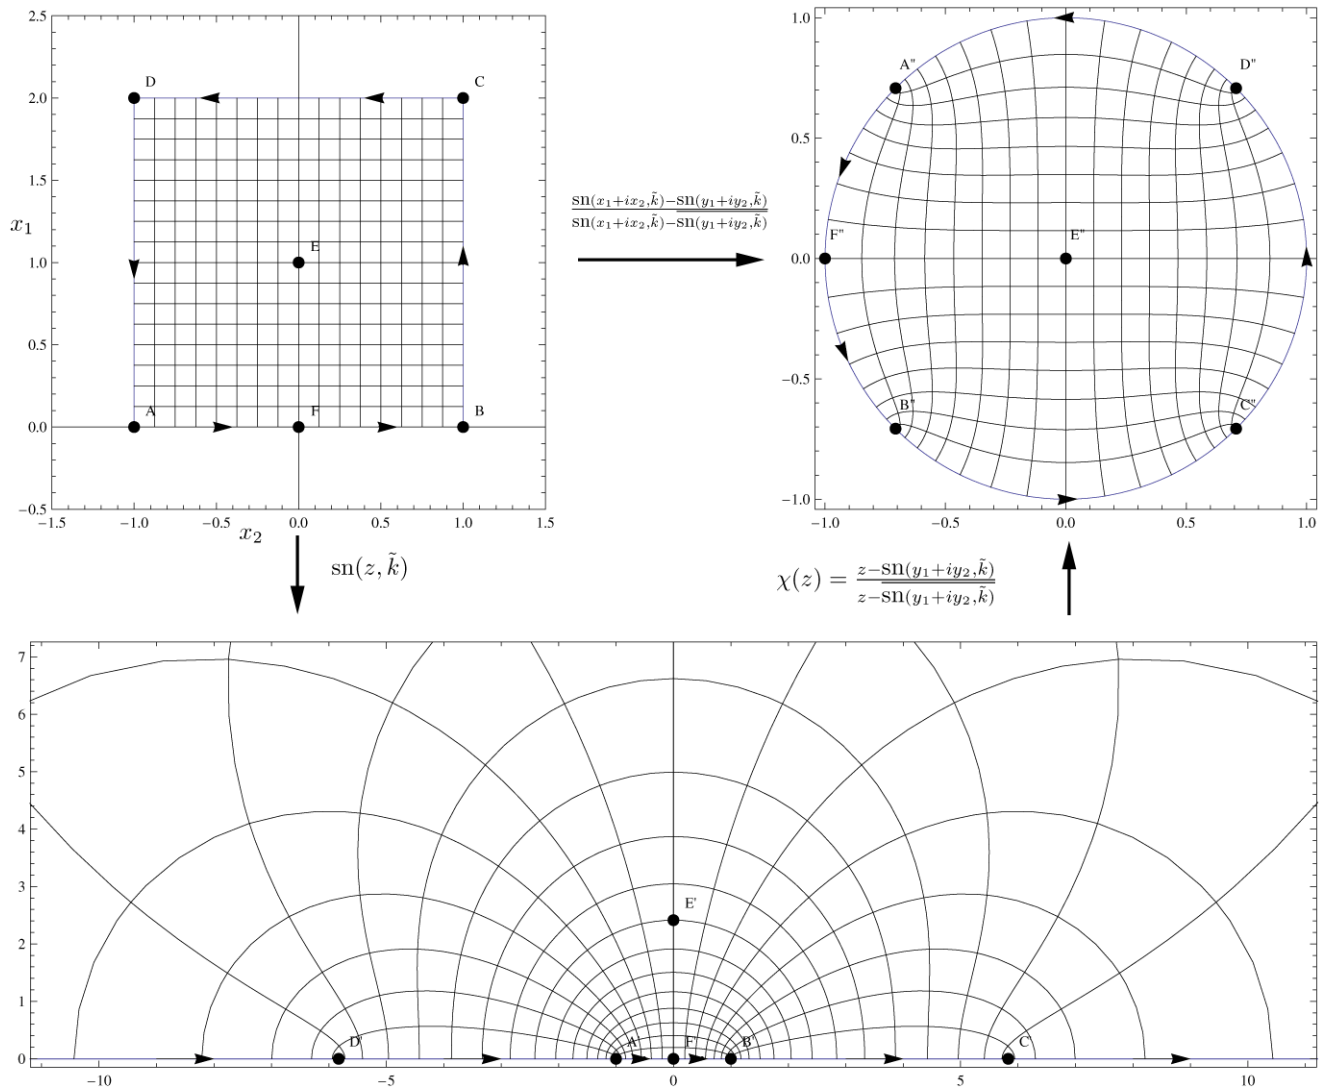 2.5
D
C
2.0
1.5
x₁
E
1.0
0.5
A
F
B
0.0
−0.5
−1.5 −1.0 −0.5 0.0 0.5 1.0 1.5
x₂
sn(x₁+ix₂,k̃)−sn(y₁+iy₂,k̃)
sn(x₁+ix₂,k̃)−\overline{sn(y₁+iy₂,k̃)}
1.0
A"
D"
0.5
F"
E"
0.0
−0.5
B"
C"
−1.0
−1.0 −0.5 0.0 0.5 1.0
sn(z, k̃)
χ(z) = \frac{z−sn(y₁+iy₂,k̃)}{z−\overline{sn(y₁+iy₂,k̃)}}
7
6
5
4
3
E'
2
1
D'
A'
F'
B'
C'
0
−10 −5 0 5 10